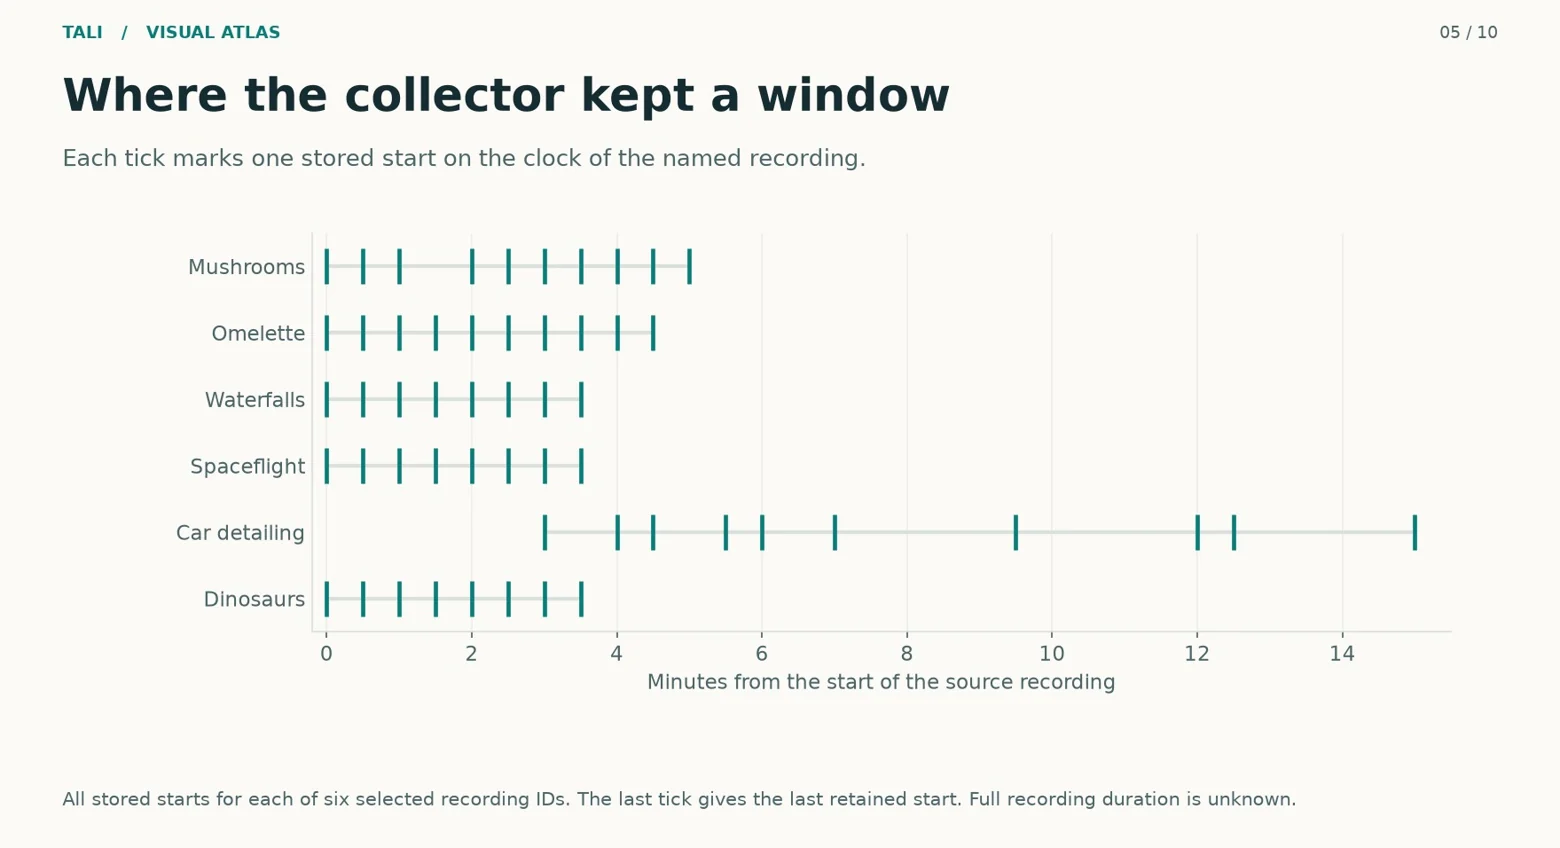 TALI / VISUAL ATLAS
05 / 10
Where the collector kept a window
Each tick marks one stored start on the clock of the named recording.
Mushrooms
Omelette
Waterfalls
Spaceflight
Car detailing
Dinosaurs
0 2 4 6 8 10 12 14
Minutes from the start of the source recording
All stored starts for each of six selected recording IDs. The last tick gives the last retained start. Full recording duration is unknown.